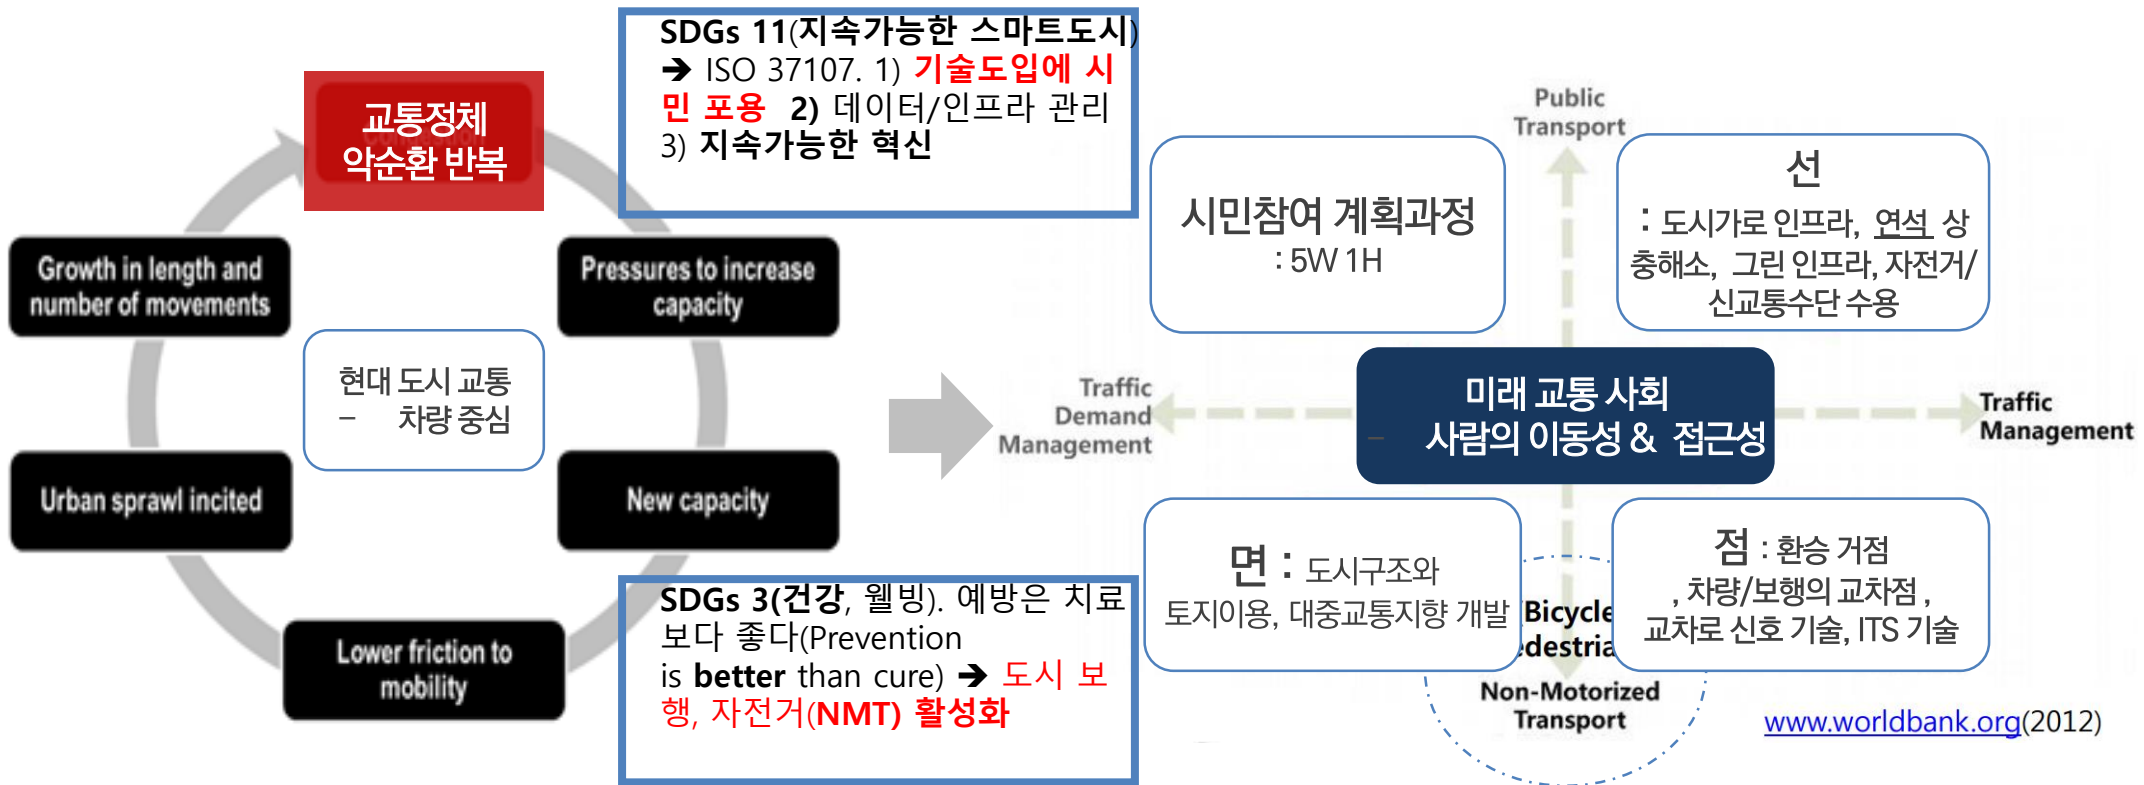 SDGs 11(지속가능한 스마트도시)
➔ ISO 37107. 1) 기술도입에 시
민 포용 2) 데이터/인프라 관리
3) 지속가능한 혁신
교통정체
악순환 반복
Growth in length and
number of movements
Pressures to increase
capacity
현대 도시 교통
– 차량 중심
Urban sprawl incited
New capacity
Lower friction to
mobility
SDGs 3(건강, 웰빙). 예방은 치료
보다 좋다(Prevention
is better than cure) ➔ 도시 보
행, 자전거(NMT) 활성화
Public
Transport
시민참여 계획과정
: 5W 1H
선
: 도시가로 인프라, 연석 상
충해소, 그린 인프라, 자전거/
신교통수단 수용
Traffic
Demand
Management
미래 교통 사회
– 사람의 이동성 & 접근성
Traffic
Management
면 : 도시구조와
토지이용, 대중교통지향 개발
점 : 환승 거점
, 차량/보행의 교차점 ,
교차로 신호 기술, ITS 기술
Bicycle
Non-Motorized
Transport
www.worldbank.org(2012)